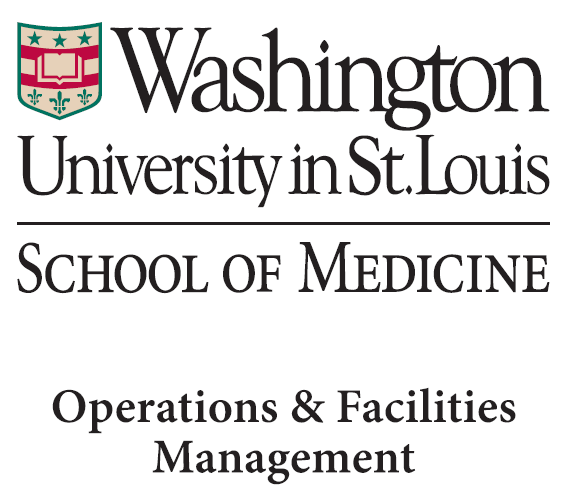 Washington
University in St. Louis
SCHOOL OF MEDICINE
Operations & Facilities
Management